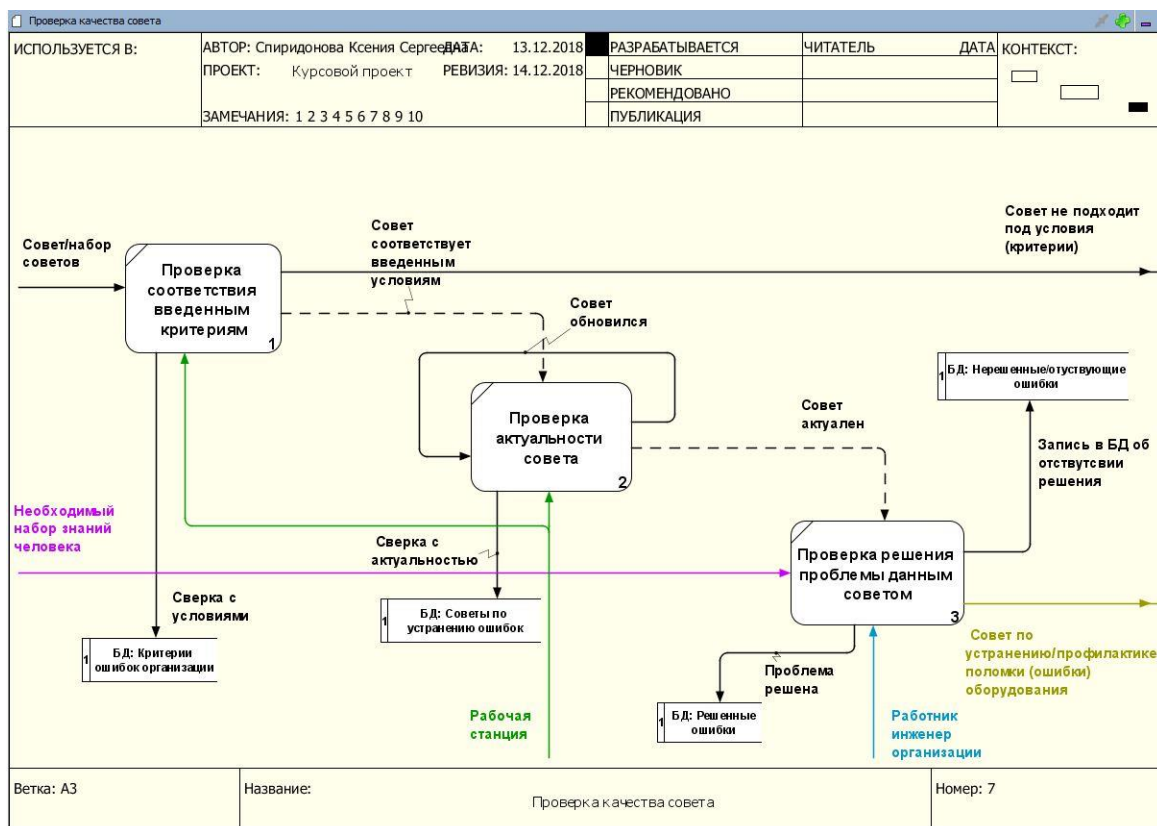 Проверка качества совета
ИСПОЛЬЗУЕТСЯ В:
АВТОР: Спиридонова Ксения Сергеевна
ДАТА: 13.12.2018
ПРОЕКТ: Курсовой проект
РЕВИЗИЯ: 14.12.2018
ЗАМЕЧАНИЯ: 1 2 3 4 5 6 7 8 9 10
РАЗРАБАТЫВАЕТСЯ
ЧЕРНОВИК
РЕКОМЕНДОВАНО
ПУБЛИКАЦИЯ
ЧИТАТЕЛЬ
ДАТА
КОНТЕКСТ:
Совет/набор
советов
Проверка
соответствия
введенным
критериям
1
Совет
соответствует
введенным
условиям
Совет не подходит
под условия
(критерии)
Совет
обновился
Проверка
актуальности
совета
2
Совет
актуален
1
БД: Нерешенные/отуствующие
ошибки
Запись в БД об
отствутсвии
решения
Необходимый
набор знаний
человека
Сверка с
актуальностью
Проверка решения
проблемы данным
советом
3
Сверка с
условиями
1
БД: Советы по
устранению ошибок
1
БД: Критерии
ошибок организации
Совет по
устранению/профилактике
поломки (ошибки)
оборудования
Проблема
решена
1
БД: Решенные
ошибки
Рабочая
станция
Работник
инженер
организации
Ветка: A3
Название:
Проверка качества совета
Номер: 7